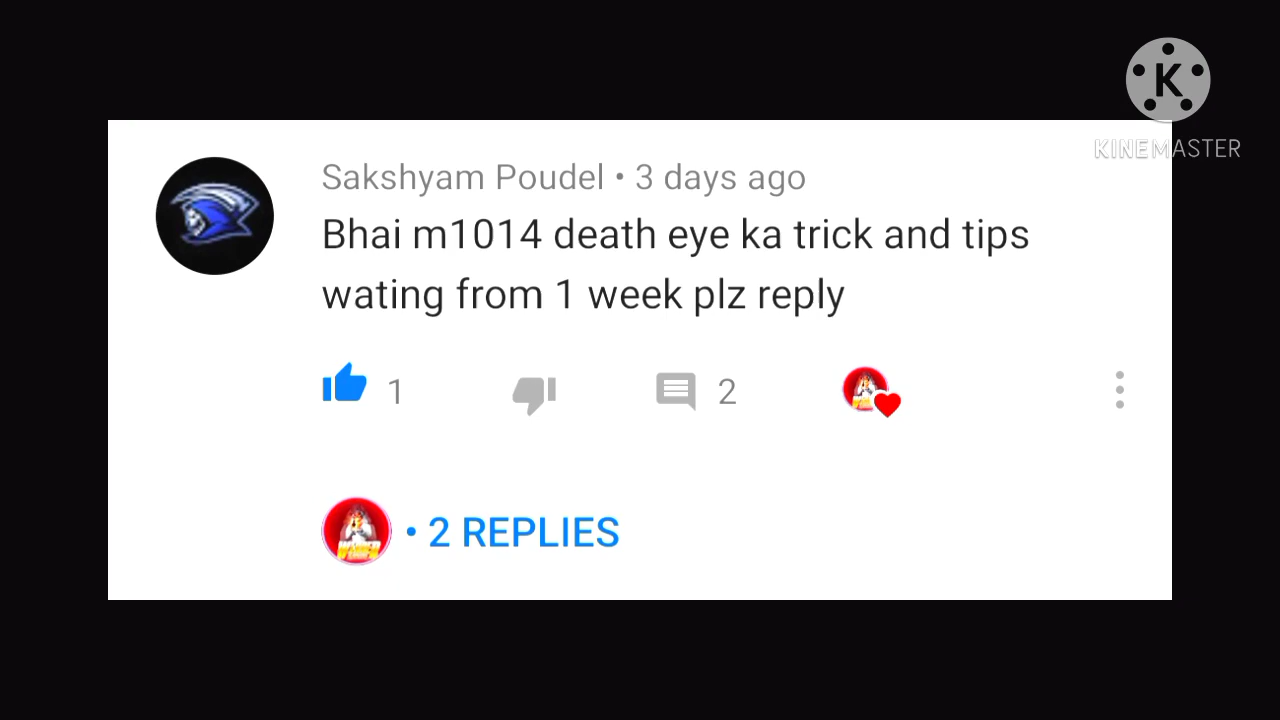 K
KINEMASTER
Sakshyam Poudel • 3 days ago
Bhai m1014 death eye ka trick and tips
wating from 1 week plz reply
1
2
• 2 REPLIES